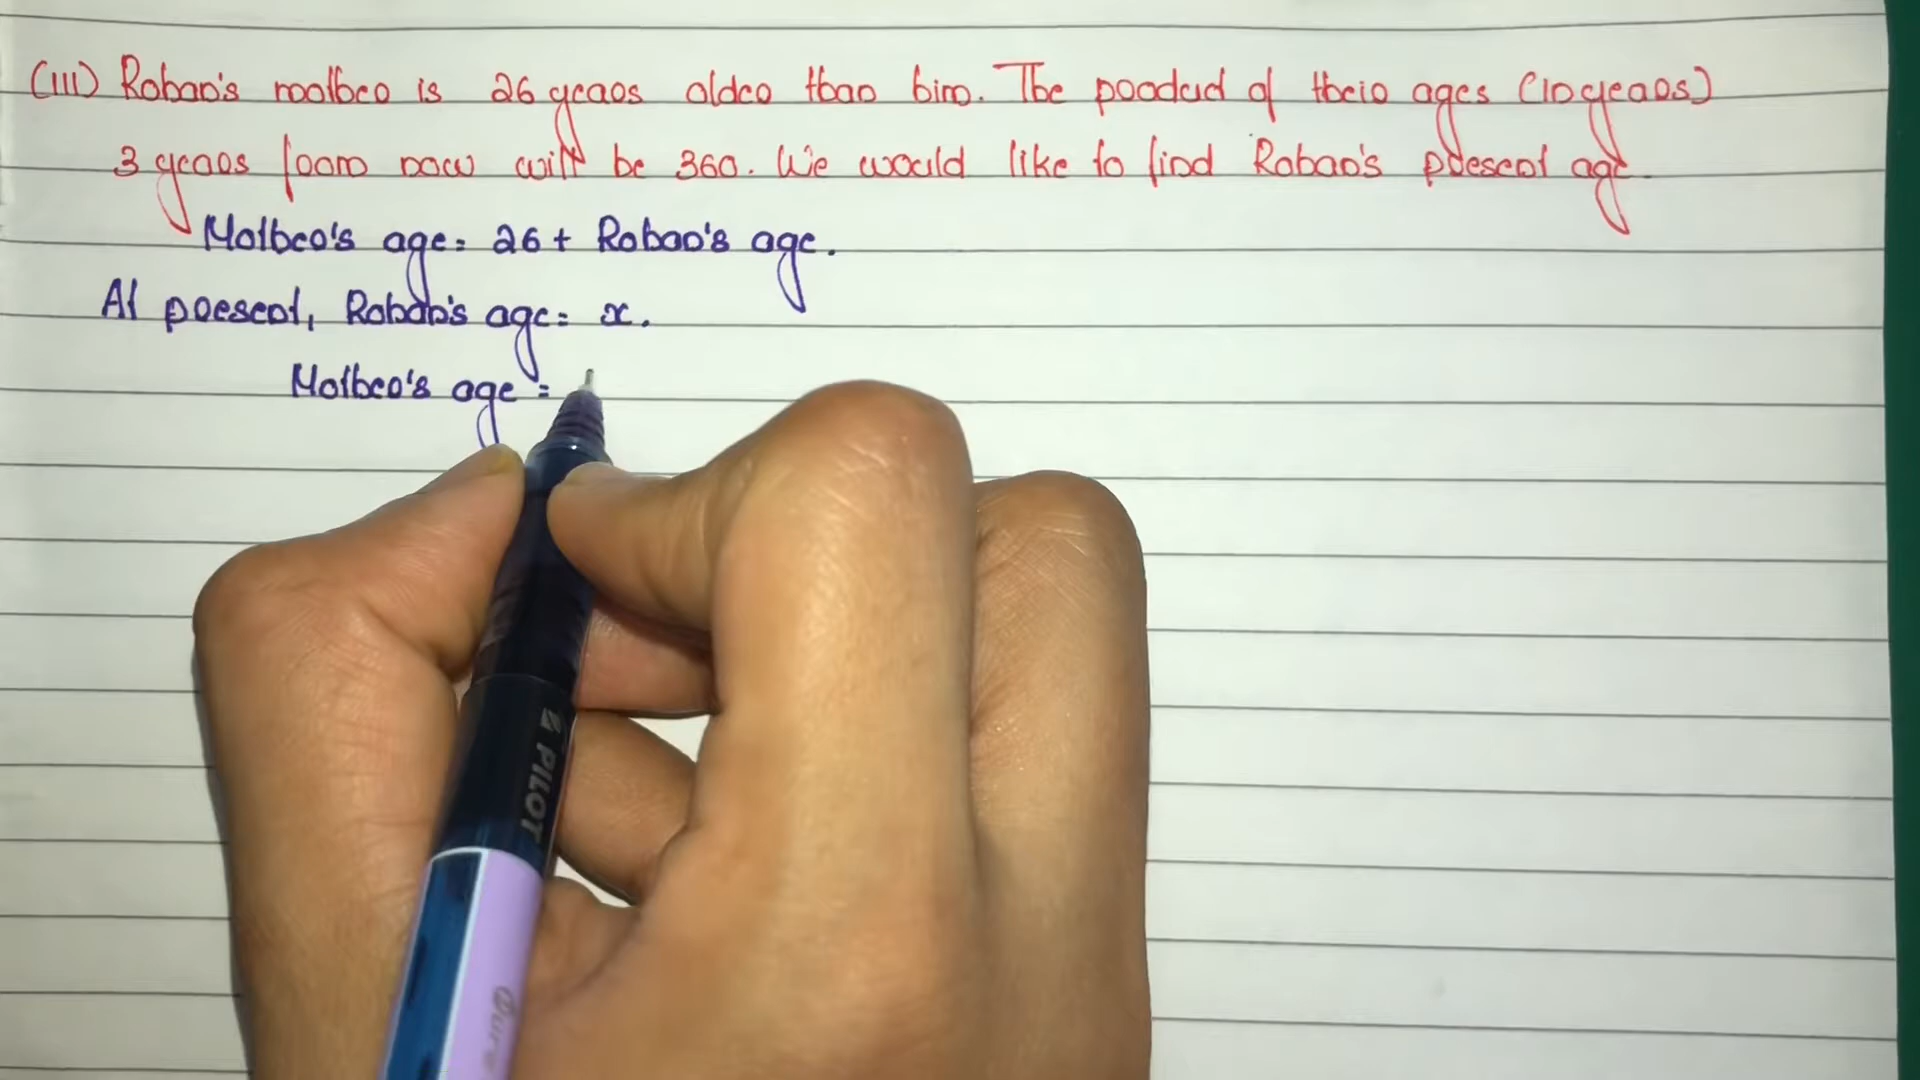 (iii) Rohan's mother is 26 years older than him. The product of their ages (in years)
3 years from now will be 360. We would like to find Rohan's present age.
Mother's age = 26 + Rohan's age.
At present, Rohan's age = x.
Mother's age =
PILOT
Pure